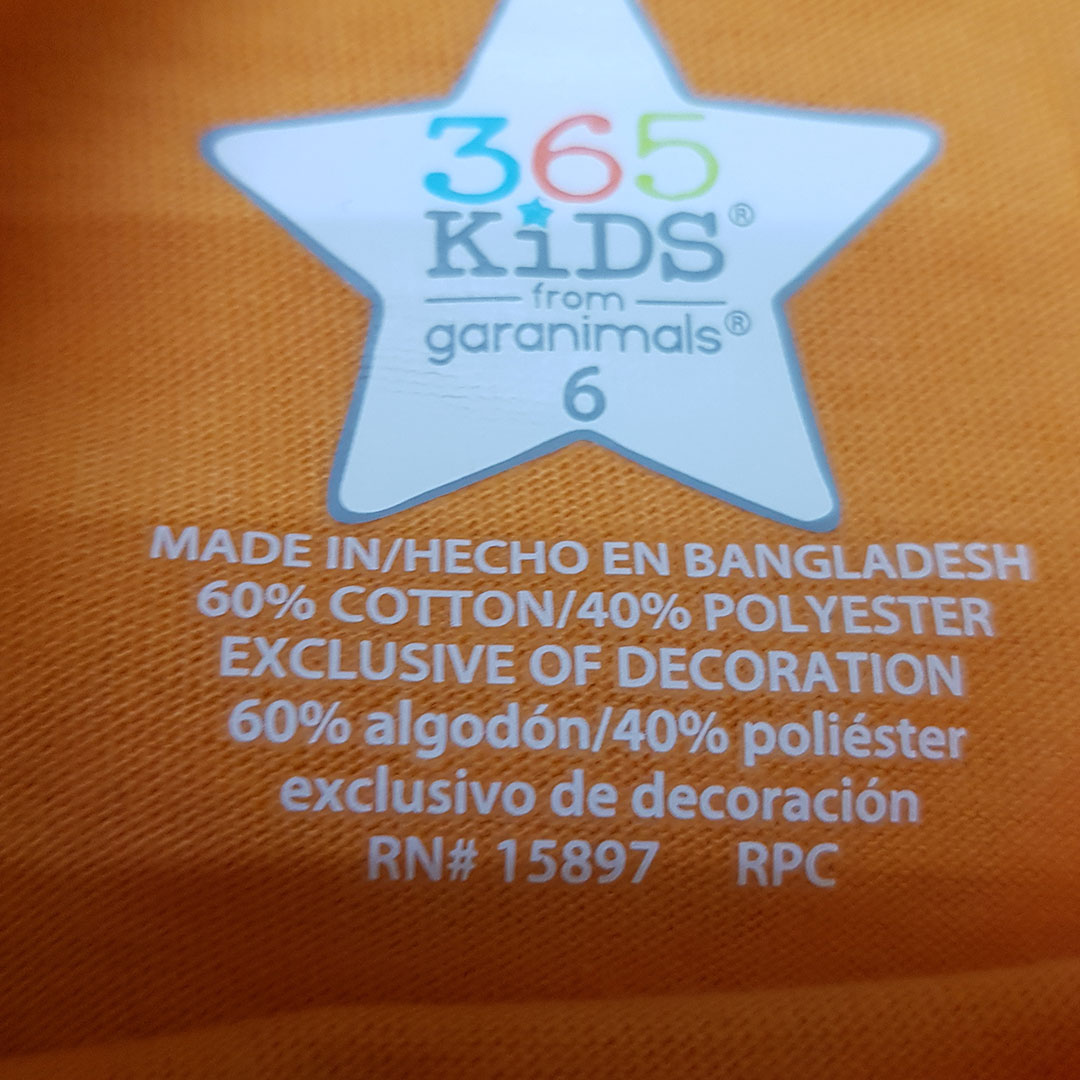 365
KiDS®
from
garanimals®
6
MADE IN/HECHO EN BANGLADESH
60% COTTON/40% POLYESTER
EXCLUSIVE OF DECORATION
60% algodón/40% poliéster
exclusivo de decoración
RN# 15897 RPC